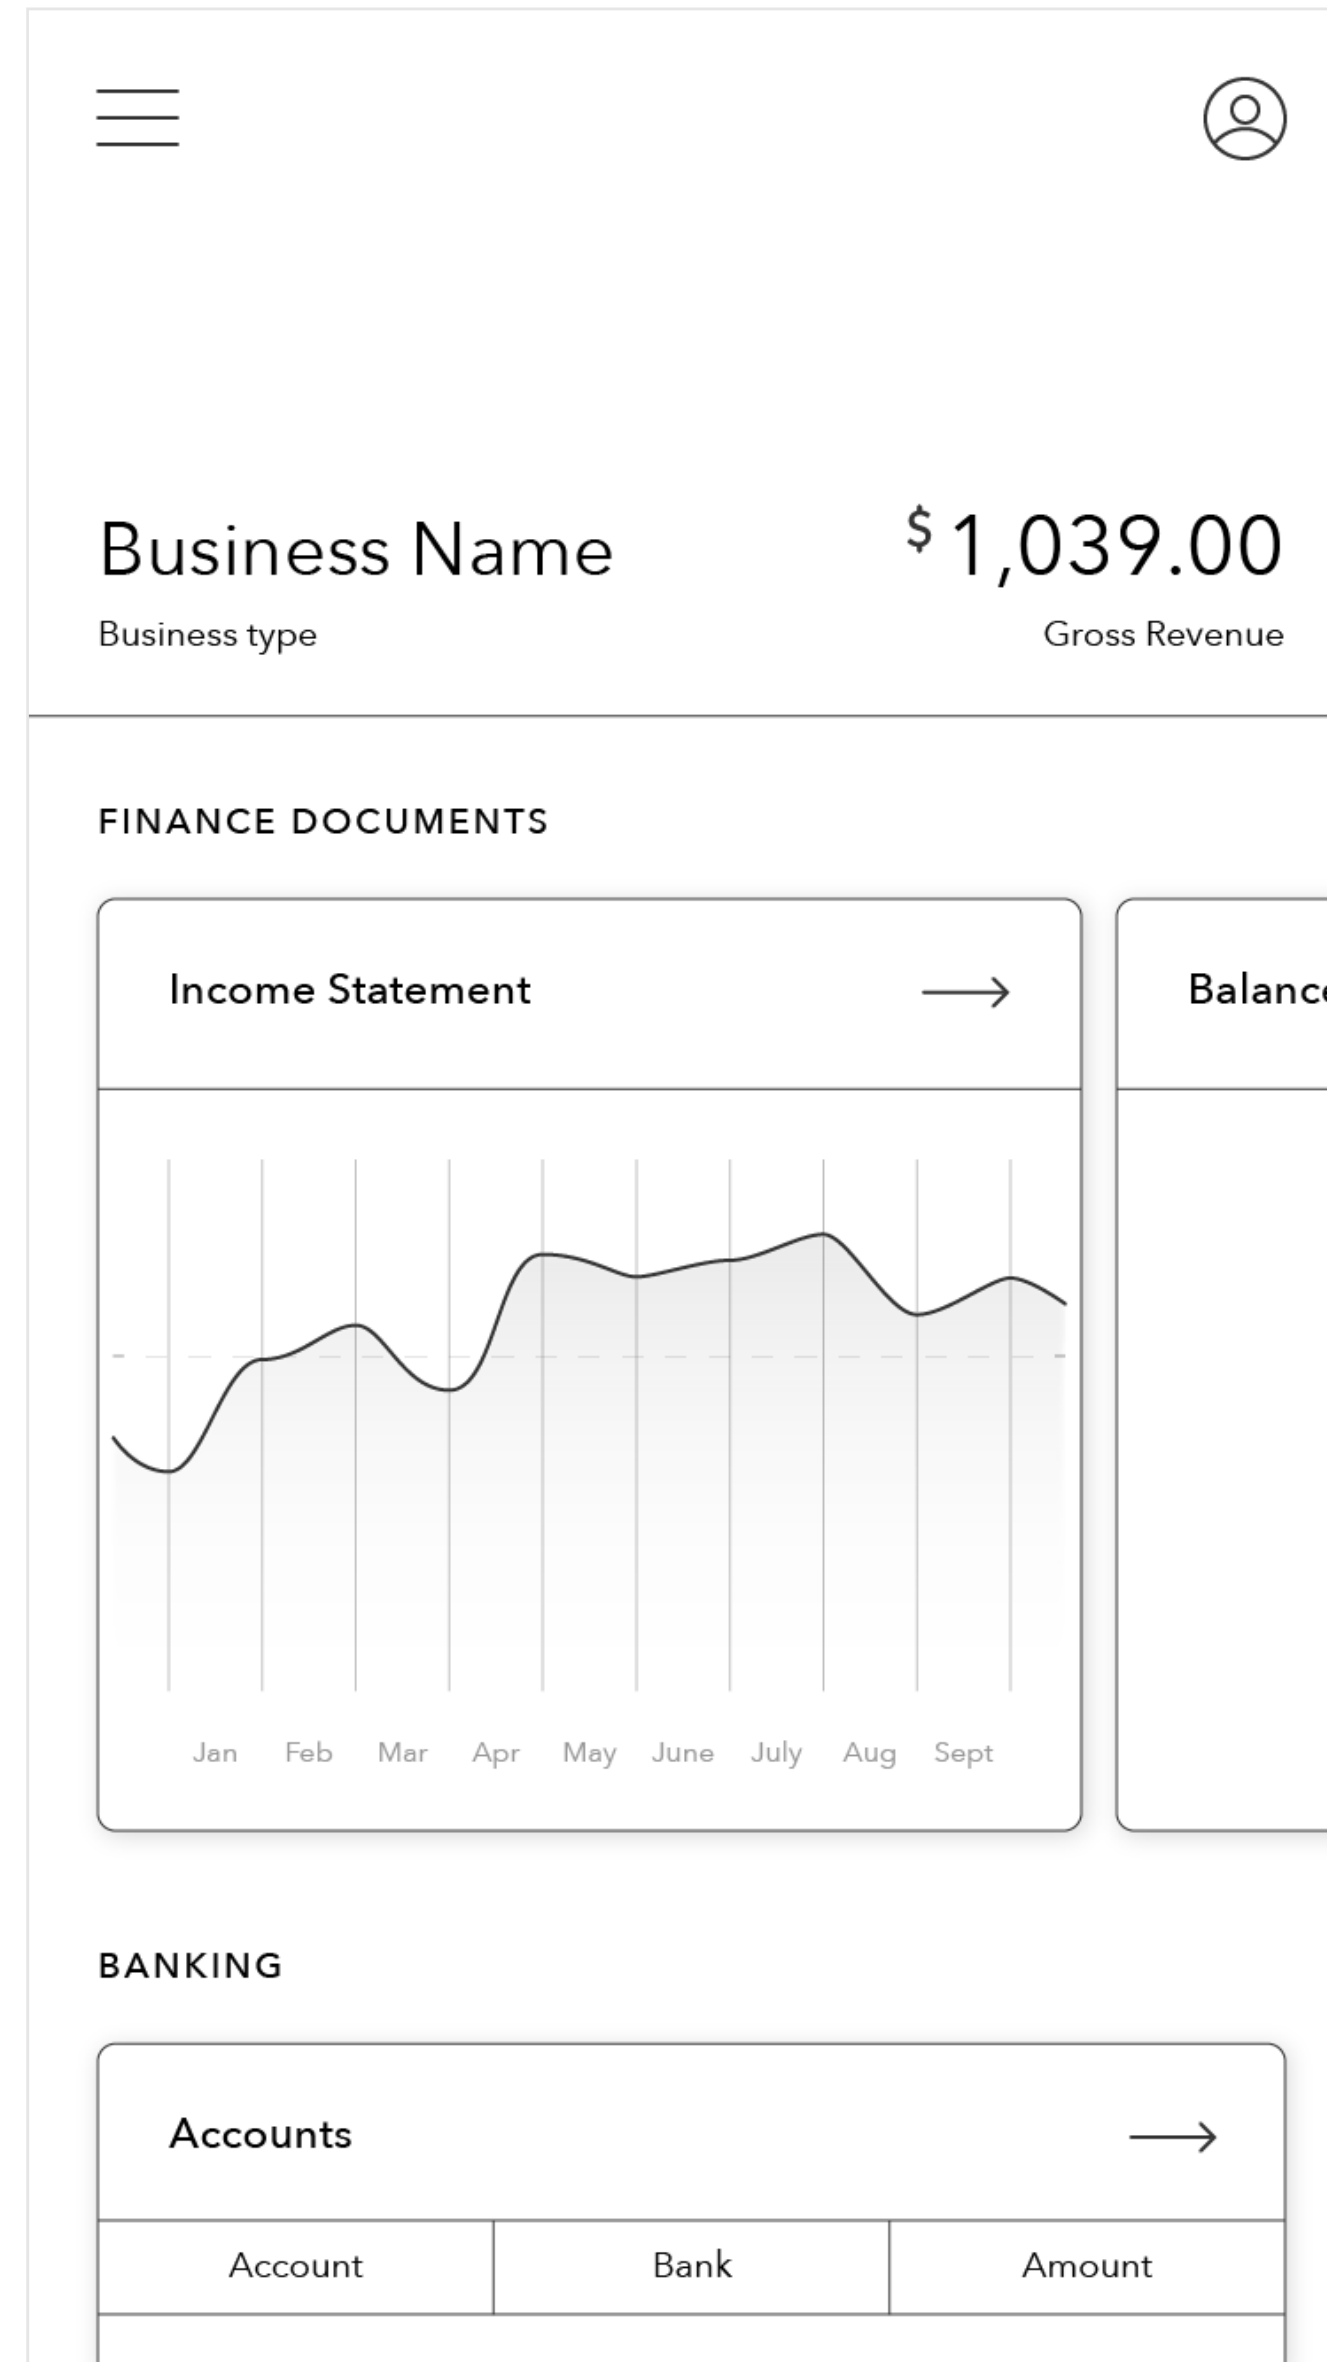 Business Name
$1,039.00
Business type
Gross Revenue
FINANCE DOCUMENTS
Income Statement
Jan Feb Mar Apr May June July Aug Sept
BANKING
Accounts
Account Bank Amount